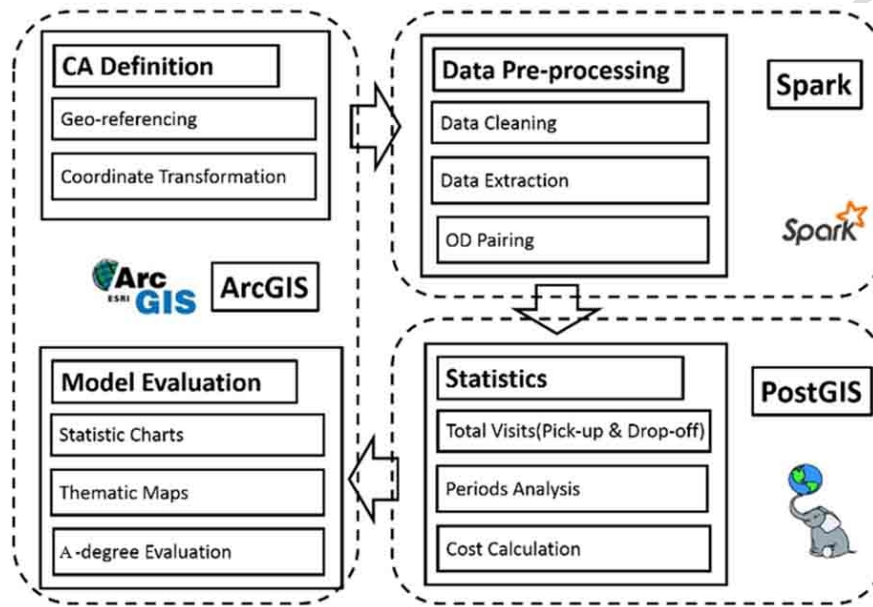 CA Definition
Geo-referencing
Coordinate Transformation
Data Pre-processing
Data Cleaning
Data Extraction
OD Pairing
Spark
Spark
Arc
ESRI
GIS
ArcGIS
Statistics
Total Visits(Pick-up & Drop-off)
Periods Analysis
Cost Calculation
PostGIS
Model Evaluation
Statistic Charts
Thematic Maps
A-degree Evaluation